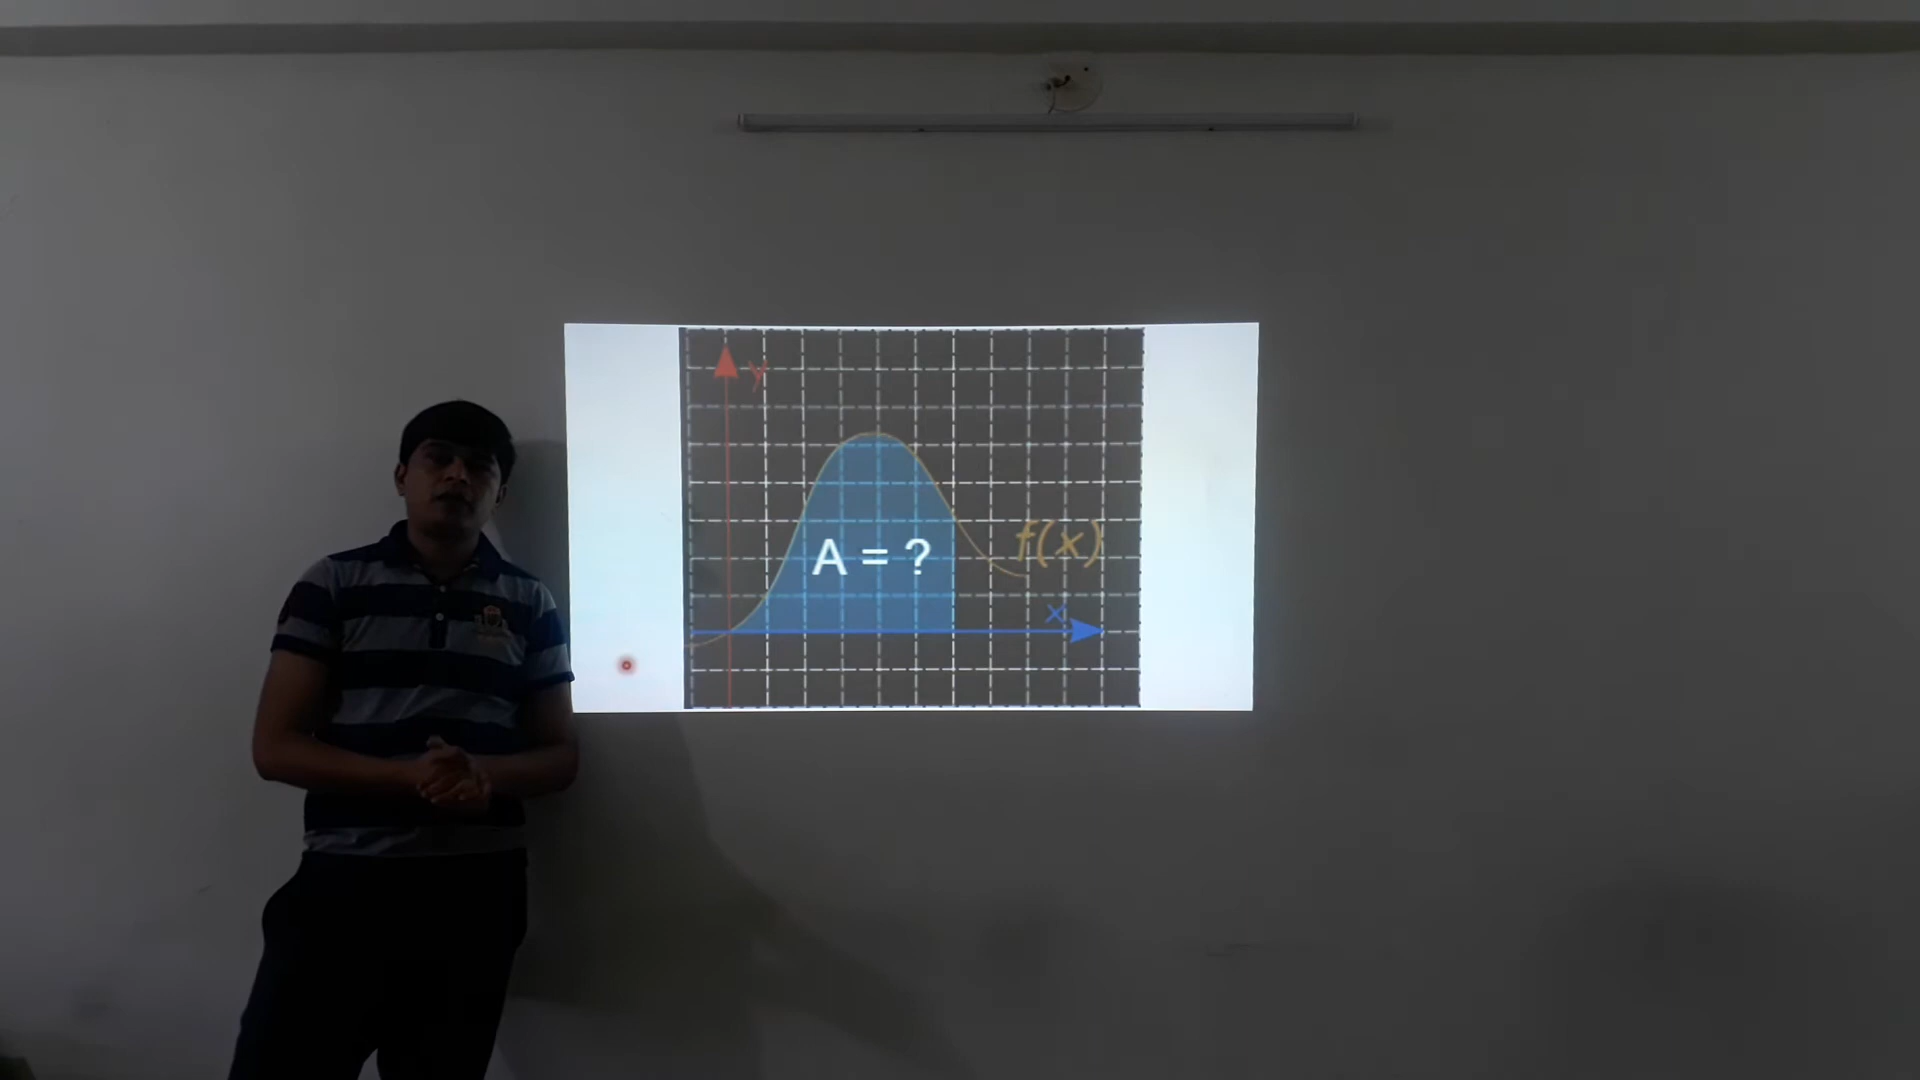 y
A = ?
f(x)
x